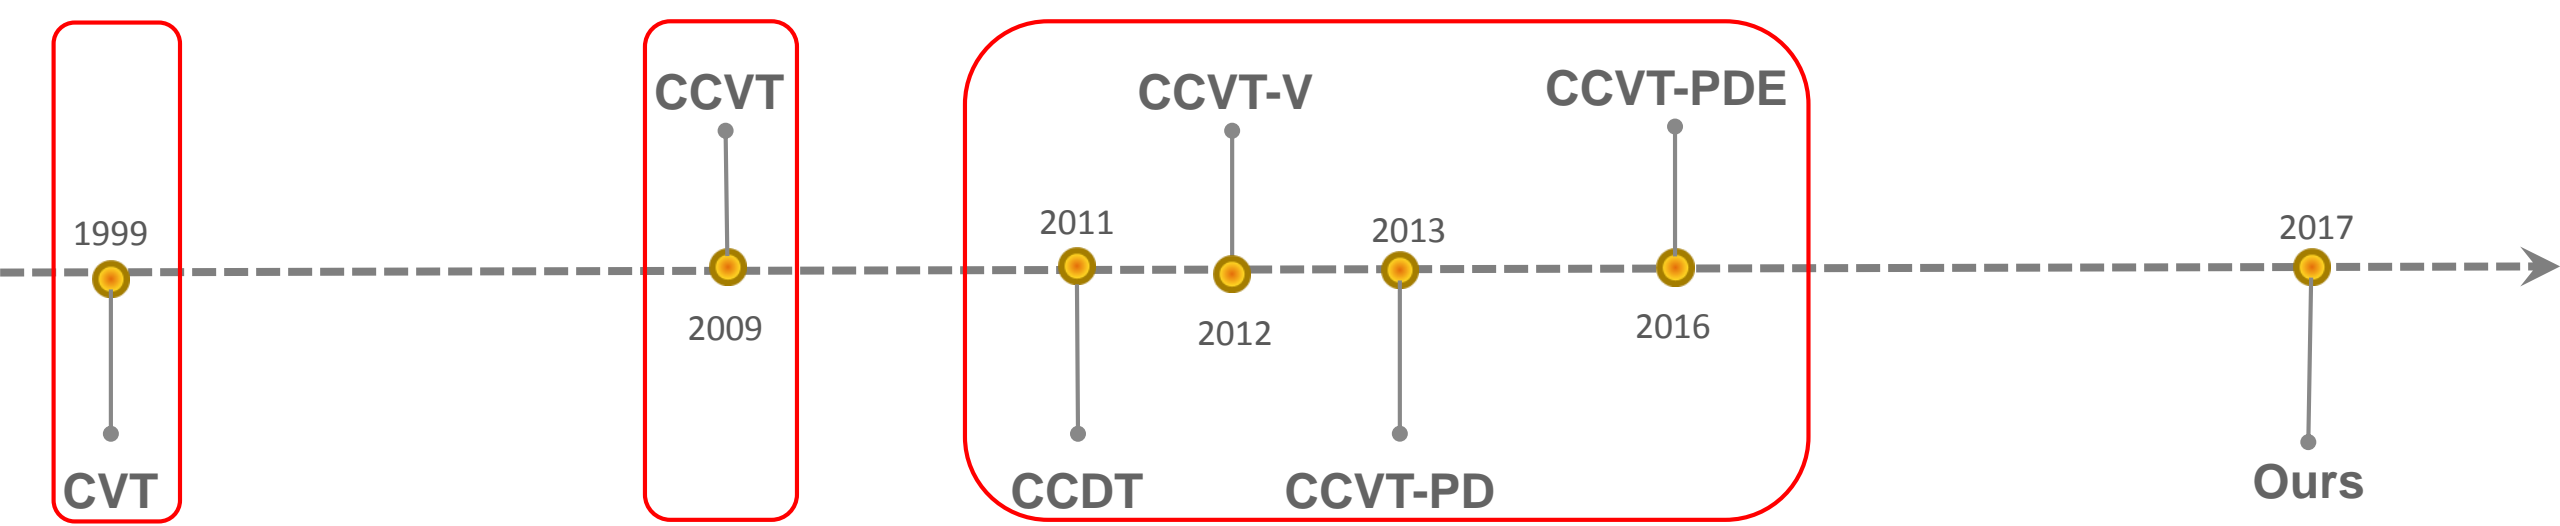 CCVT
CCVT-V
CCVT-PDE
1999
2011
2013
2017
2009
2012
2016
CVT
CCDT
CCVT-PD
Ours